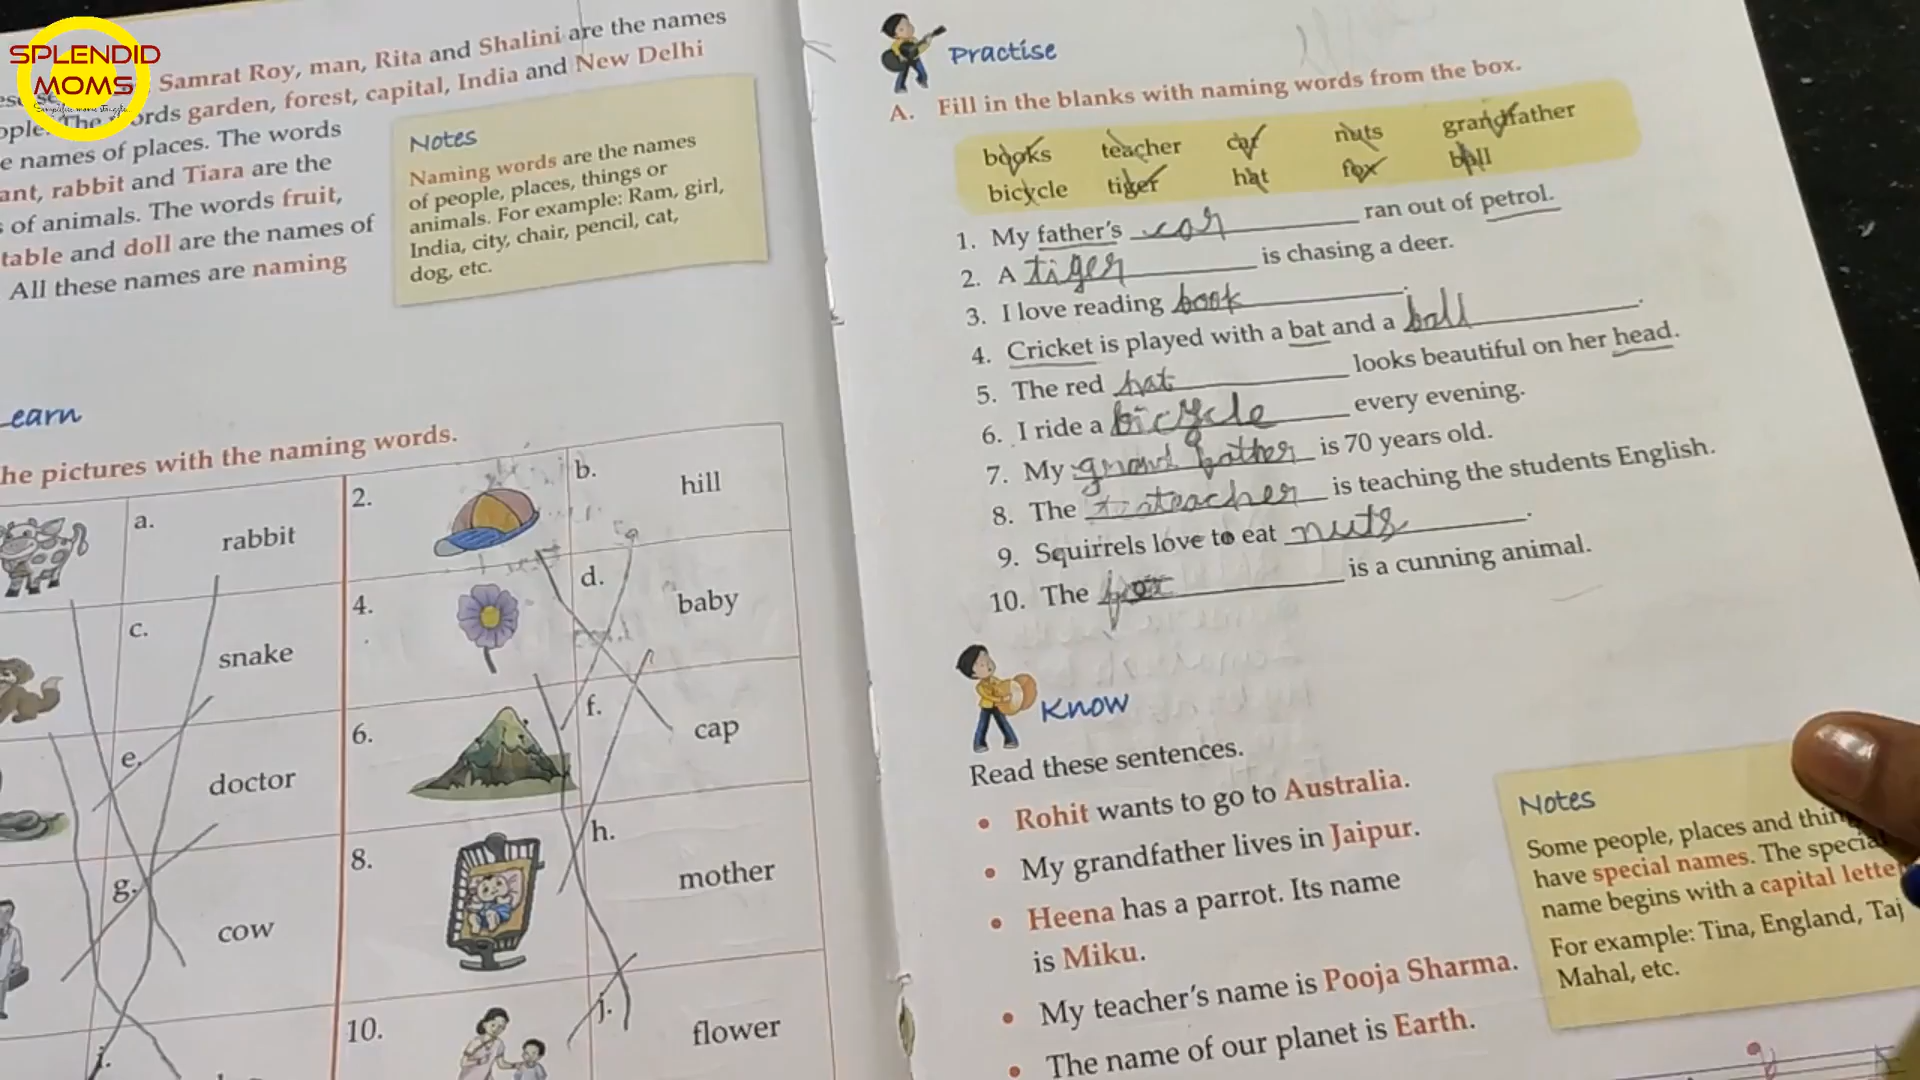 SPLENDID
MOMS
Samrat Roy, man, Rita and Shalini are the names
The words garden, forest, capital, India and New Delhi
e names of places. The words
ant, rabbit and Tiara are the
s of animals. The words fruit,
table and doll are the names of
All these names are naming
Notes
Naming words are the names
of people, places, things or
animals. For example: Ram, girl,
India, city, chair, pencil, cat,
dog, etc.
Learn
he pictures with the naming words.
a. rabbit
2.
b. hill
c. snake
4.
d. baby
e. doctor
6.
f. cap
g. cow
8.
h. mother
i.
10.
j. flower
Practise
A. Fill in the blanks with naming words from the box.
books teacher car nuts grandfather
bicycle tiger hat fox ball
1. My father's car ran out of petrol.
2. A tiger is chasing a deer.
3. I love reading book.
4. Cricket is played with a bat and a ball.
5. The red hat looks beautiful on her head.
6. I ride a bicycle every evening.
7. My grand father is 70 years old.
8. The teacher is teaching the students English.
9. Squirrels love to eat nuts.
10. The fox is a cunning animal.
Know
Read these sentences.
• Rohit wants to go to Australia.
• My grandfather lives in Jaipur.
• Heena has a parrot. Its name
is Miku.
• My teacher's name is Pooja Sharma.
• The name of our planet is Earth.
Notes
Some people, places and thin
have special names. The special
name begins with a capital letter
For example: Tina, England, Taj
Mahal, etc.